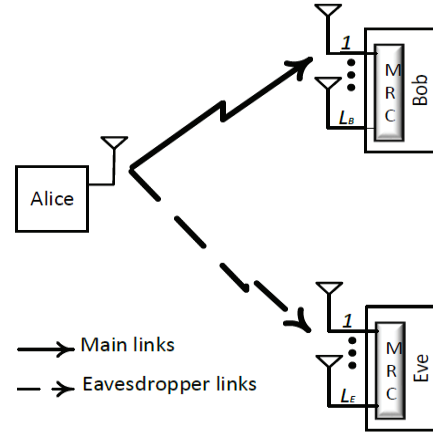 1
M
R
C
Bob
L_B
Alice
1
M
R
C
Eve
L_E
Main links
Eavesdropper links